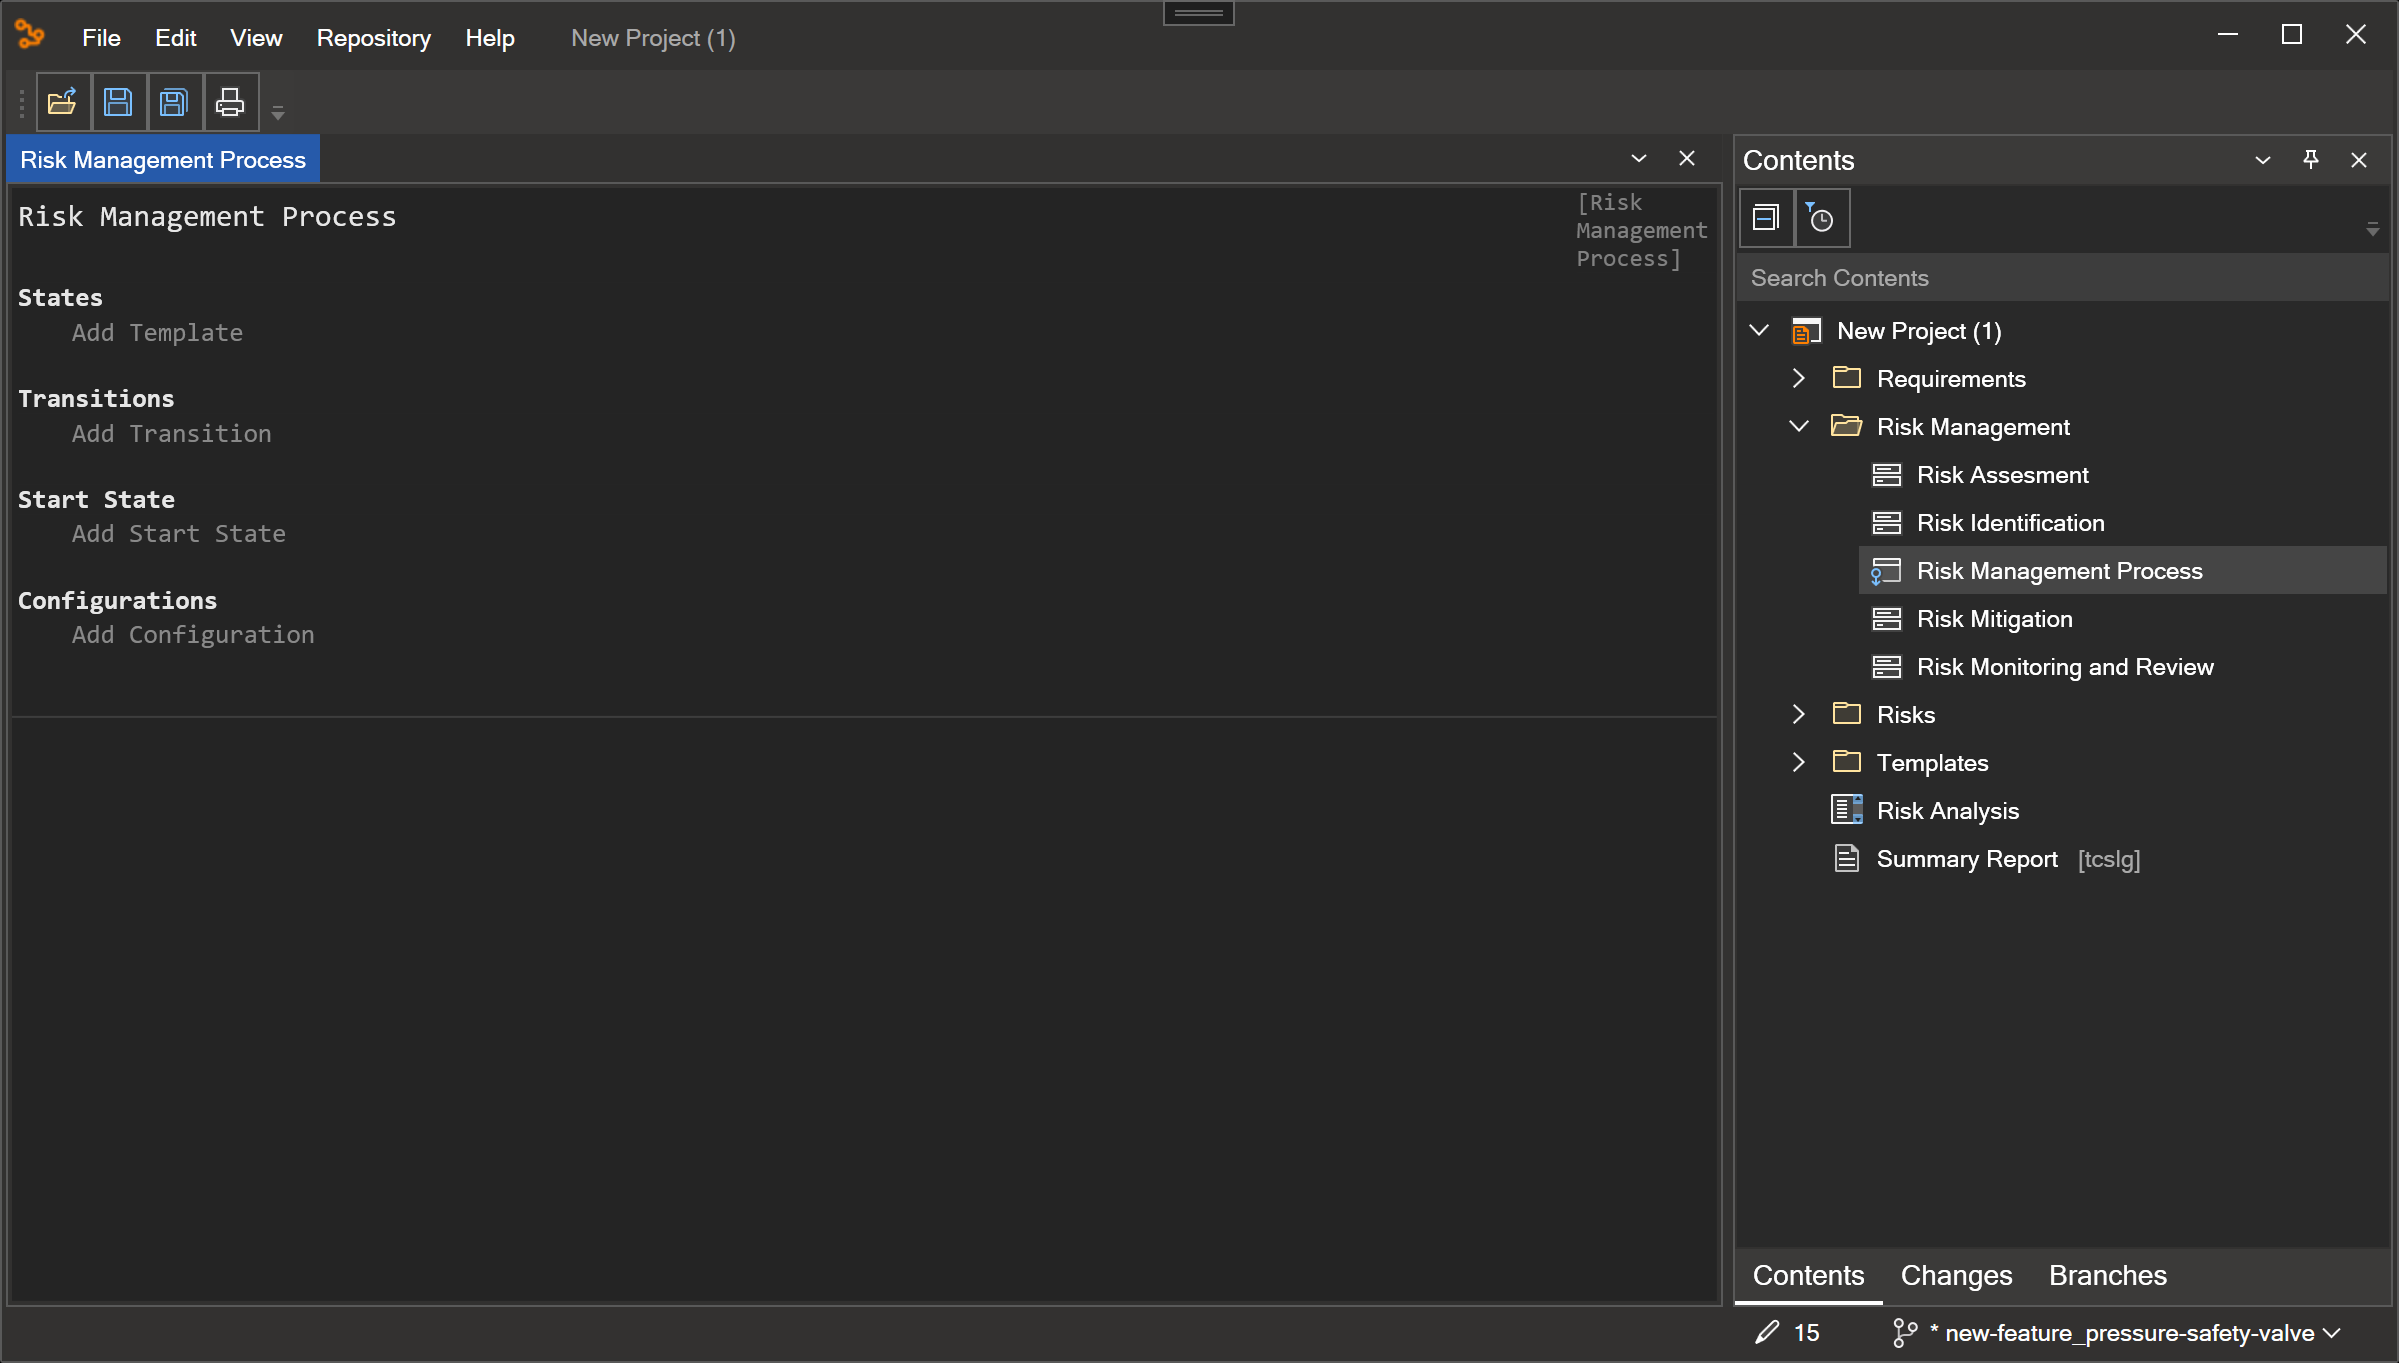 File Edit View Repository Help New Project (1)
Risk Management Process
Risk Management Process
[Risk
Management
Process]
States
Add Template
Transitions
Add Transition
Start State
Add Start State
Configurations
Add Configuration
Contents
Search Contents
New Project (1)
Requirements
Risk Management
Risk Assesment
Risk Identification
Risk Management Process
Risk Mitigation
Risk Monitoring and Review
Risks
Templates
Risk Analysis
Summary Report [tcslg]
Contents Changes Branches
15 * new-feature_pressure-safety-valve